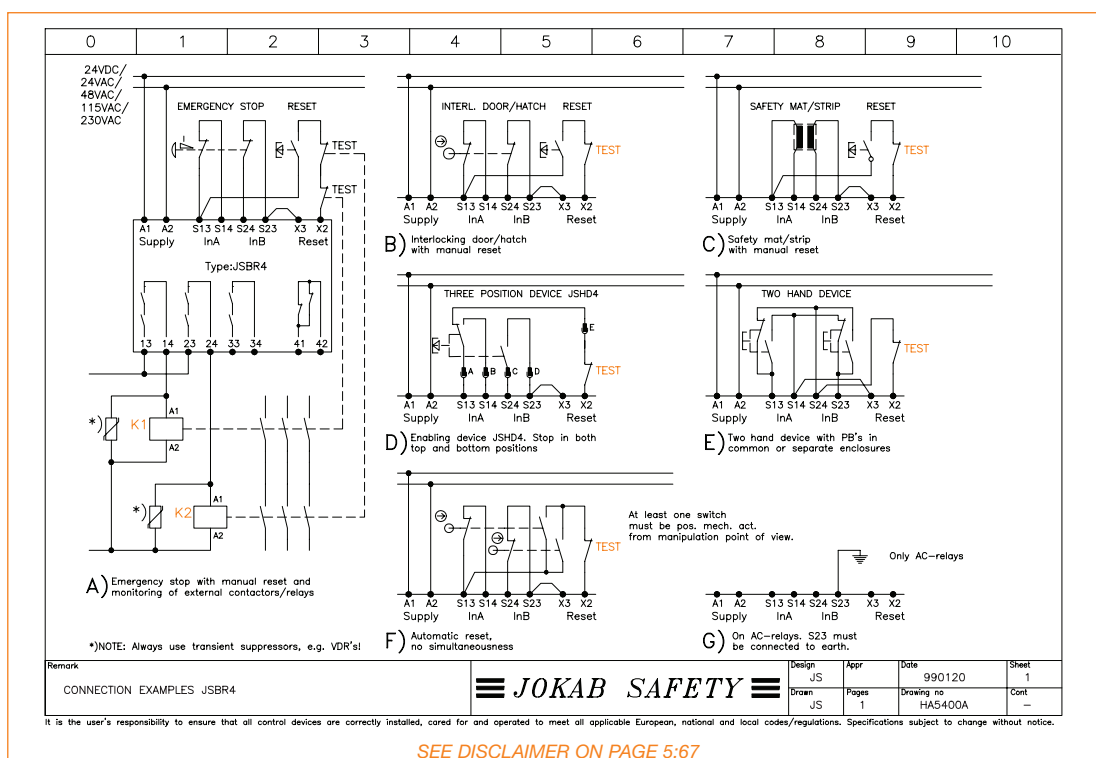 0 1 2 3 4 5 6 7 8 9 10
24VDC/
24VAC/
48VAC/
115VAC/
230VAC
EMERGENCY STOP RESET
TEST
TEST
A1 A2 S13 S14 S24 S23 X3 X2
Supply InA InB Reset
Type:JSBR4
13 14 23 24 33 34 41 42
*) K1 A1
A2
*) K2 A1
A2
A) Emergency stop with manual reset and
monitoring of external contactors/relays
*)NOTE: Always use transient suppressors, e.g. VDR's!
INTERL. DOOR/HATCH RESET
TEST
A1 A2 S13 S14 S24 S23 X3 X2
Supply InA InB Reset
B) Interlocking door/hatch
with manual reset
SAFETY MAT/STRIP RESET
TEST
A1 A2 S13 S14 S24 S23 X3 X2
Supply InA InB Reset
C) Safety mat/strip
with manual reset
THREE POSITION DEVICE JSHD4
E
A B C D
TEST
A1 A2 S13 S14 S24 S23 X3 X2
Supply InA InB Reset
D) Enabling device JSHD4. Stop in both
top and bottom positions
TWO HAND DEVICE
TEST
A1 A2 S13 S14 S24 S23 X3 X2
Supply InA InB Reset
E) Two hand device with PB's in
common or separate enclosures
At least one switch
must be pos. mech. act.
from manipulation point of view.
TEST
A1 A2 S13 S14 S24 S23 X3 X2
Supply InA InB Reset
F) Automatic reset,
no simultaneousness
Only AC-relays
A1 A2 S13 S14 S24 S23 X3 X2
Supply InA InB Reset
G) On AC-relays. S23 must
be connected to earth.
Remark
CONNECTION EXAMPLES JSBR4
JOKAB SAFETY
Design Appr Date Sheet
JS 990120 1
Drawn Pages Drawing no Cont
JS 1 HA5400A -
It is the user's responsibility to ensure that all control devices are correctly installed, cared for and operated to meet all applicable European, national and local codes/regulations. Specifications subject to change without notice.
SEE DISCLAIMER ON PAGE 5:67